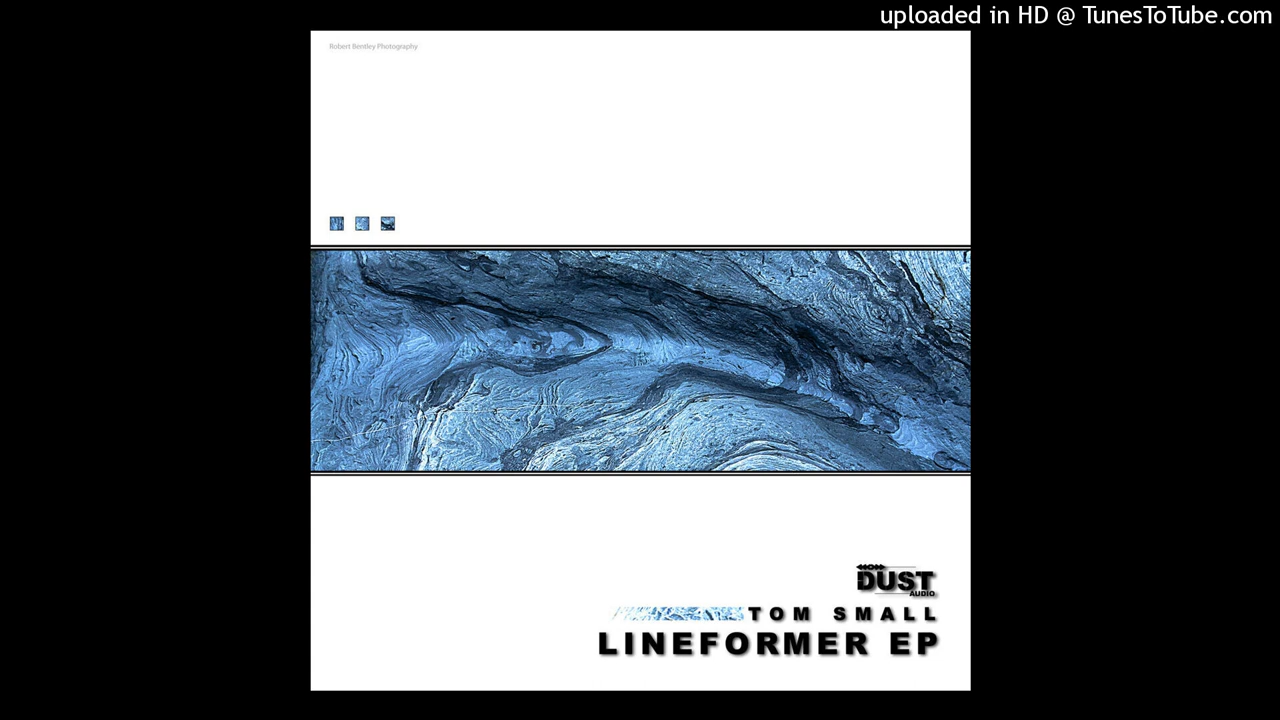 uploaded in HD @ TunesToTube.com
Robert Bentley Photography
DUST
AUDIO
TOM SMALL
LINEFORMER EP